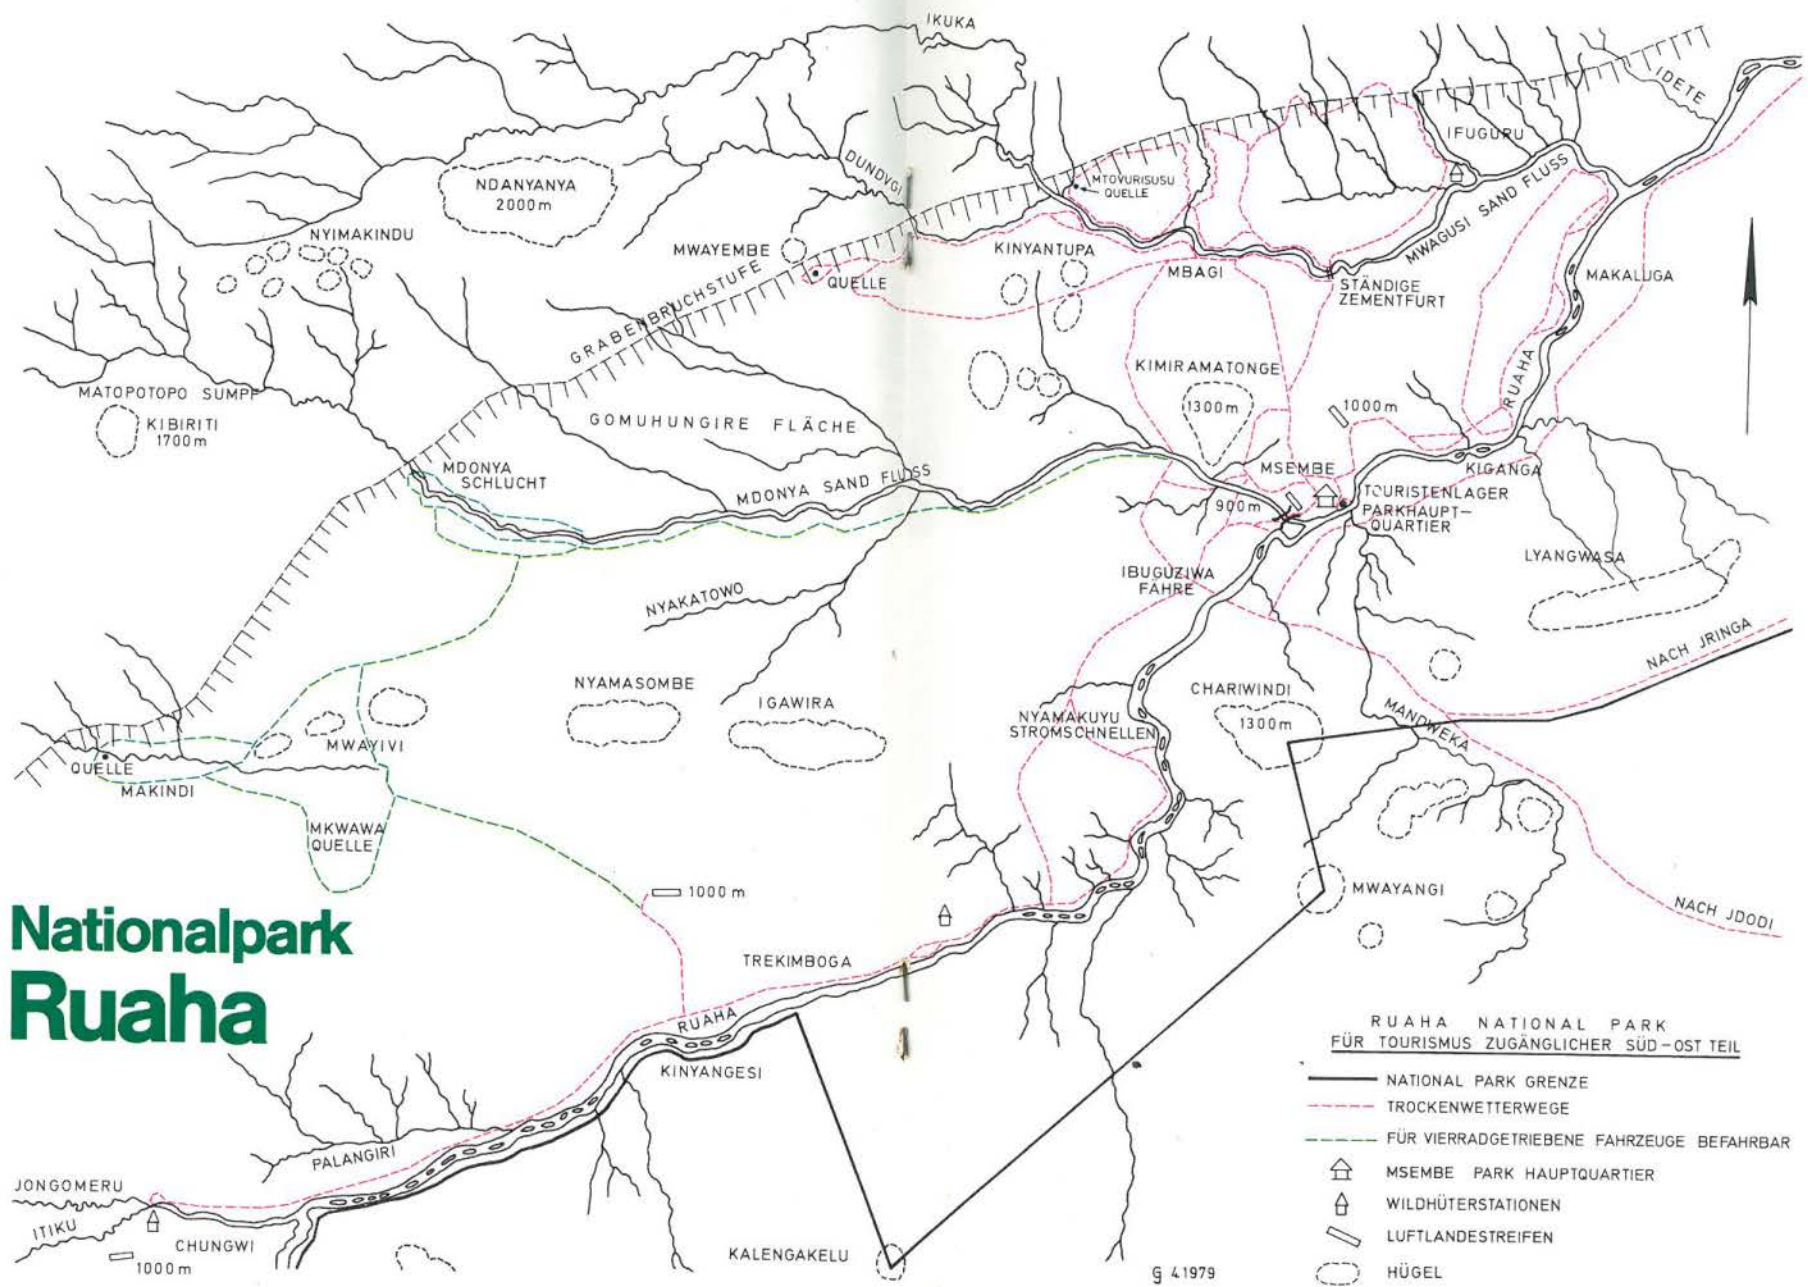 IKUKA
IDETE
IFUGURU
DUNDVGI
NDANYANYA
2000m
MTOVURISUSU
QUELLE
MWAGUSI SAND FLUSS
NYIMAKINDU
MWAYEMBE
QUELLE
KINYANTUPA
MBAGI
STÄNDIGE
ZEMENTFURT
MAKALUGA
GRABENBRUCHSTUFE
RUAHA
KIMIRAMATONGE
1300m
1000m
MATOPOTOPO SUMPF
KIBIRITI
1700m
GOMUHUNGIRE FLÄCHE
MDONYA
SCHLUCHT
MDONYA SAND FLUSS
MSEMBE
KIGANGA
900m
TOURISTENLAGER
PARKHAUPT-
QUARTIER
LYANGWASA
IBUGUZIWA
FÄHRE
NYAKATOWO
NACH JRINGA
NYAMASOMBE
IGAWIRA
CHARIWINDI
1300m
NYAMAKUYU
STROMSCHNELLEN
MANDWEKA
MWAYIVI
QUELLE
MAKINDI
MKWAWA
QUELLE
1000m
MWAYANGI
NACH JDODI
Nationalpark
Ruaha
TREKIMBOGA
RUAHA
KINYANGESI
PALANGIRI
JONGOMERU
ITIKU
CHUNGWI
1000m
KALENGAKELU
RUAHA NATIONAL PARK
FÜR TOURISMUS ZUGÄNGLICHER SÜD-OST TEIL
NATIONAL PARK GRENZE
TROCKENWETTERWEGE
FÜR VIERRADGETRIEBENE FAHRZEUGE BEFAHRBAR
MSEMBE PARK HAUPTQUARTIER
WILDHÜTERSTATIONEN
LUFTLANDESTREIFEN
HÜGEL
41979